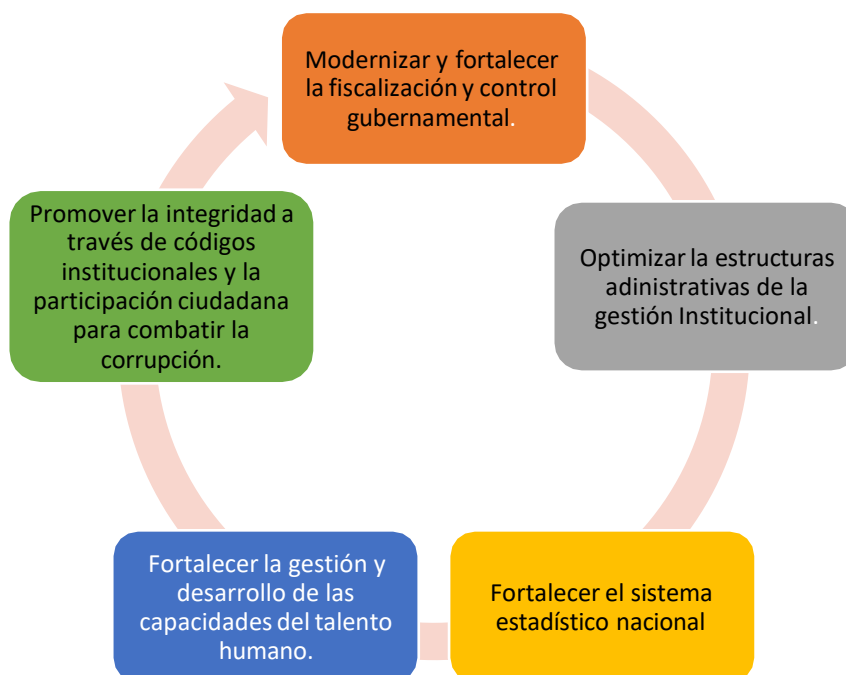 Modernizar y fortalecer
la fiscalización y control
gubernamental.
Optimizar la estructuras
adinistrativas de la
gestión Institucional.
Fortalecer el sistema
estadístico nacional
Fortalecer la gestión y
desarrollo de las
capacidades del talento
humano.
Promover la integridad a
través de códigos
institucionales y la
participación ciudadana
para combatir la
corrupción.